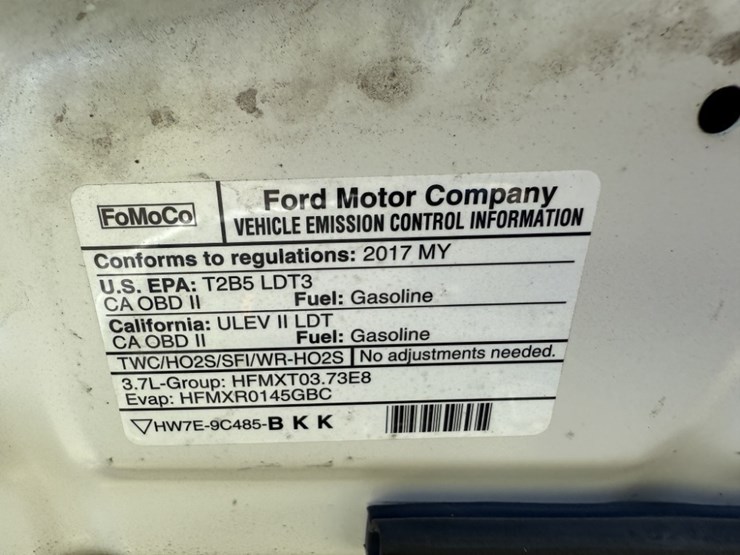 FoMoCo
Ford Motor Company
VEHICLE EMISSION CONTROL INFORMATION
Conforms to regulations: 2017 MY
U.S. EPA: T2B5 LDT3
CA OBD II Fuel: Gasoline
California: ULEV II LDT
CA OBD II Fuel: Gasoline
TWC/HO2S/SFI/WR-HO2S No adjustments needed.
3.7L-Group: HFMXT03.73E8
Evap: HFMXR0145GBC
HW7E-9C485-B K K